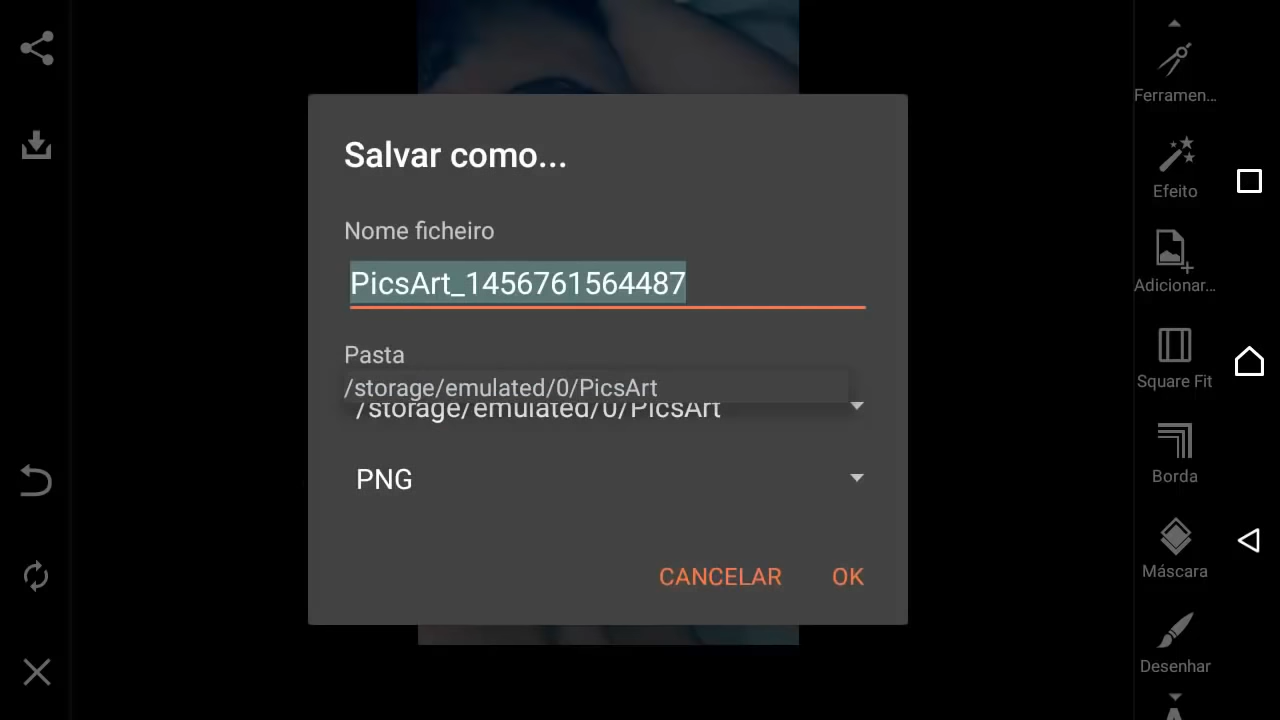 Salvar como...
Nome ficheiro
PicsArt_1456761564487
Pasta
/storage/emulated/0/PicsArt
/storage/emulated/0/PicsArt
PNG
CANCELAR
OK
Ferramen...
Efeito
Adicionar...
Square Fit
Borda
Máscara
Desenhar